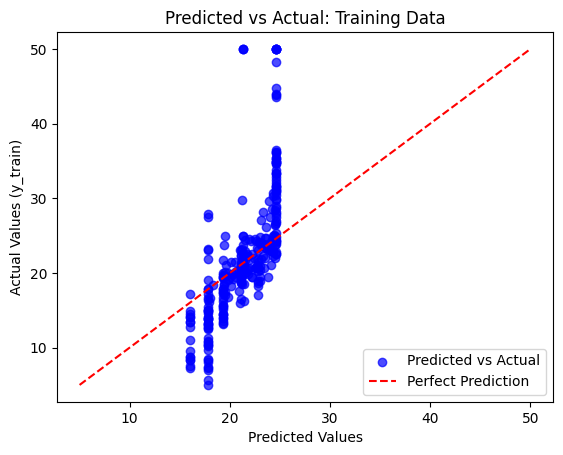 Predicted vs Actual: Training Data
50
40
30
20
10
Actual Values (y_train)
Predicted vs Actual
Perfect Prediction
10 20 30 40 50
Predicted Values